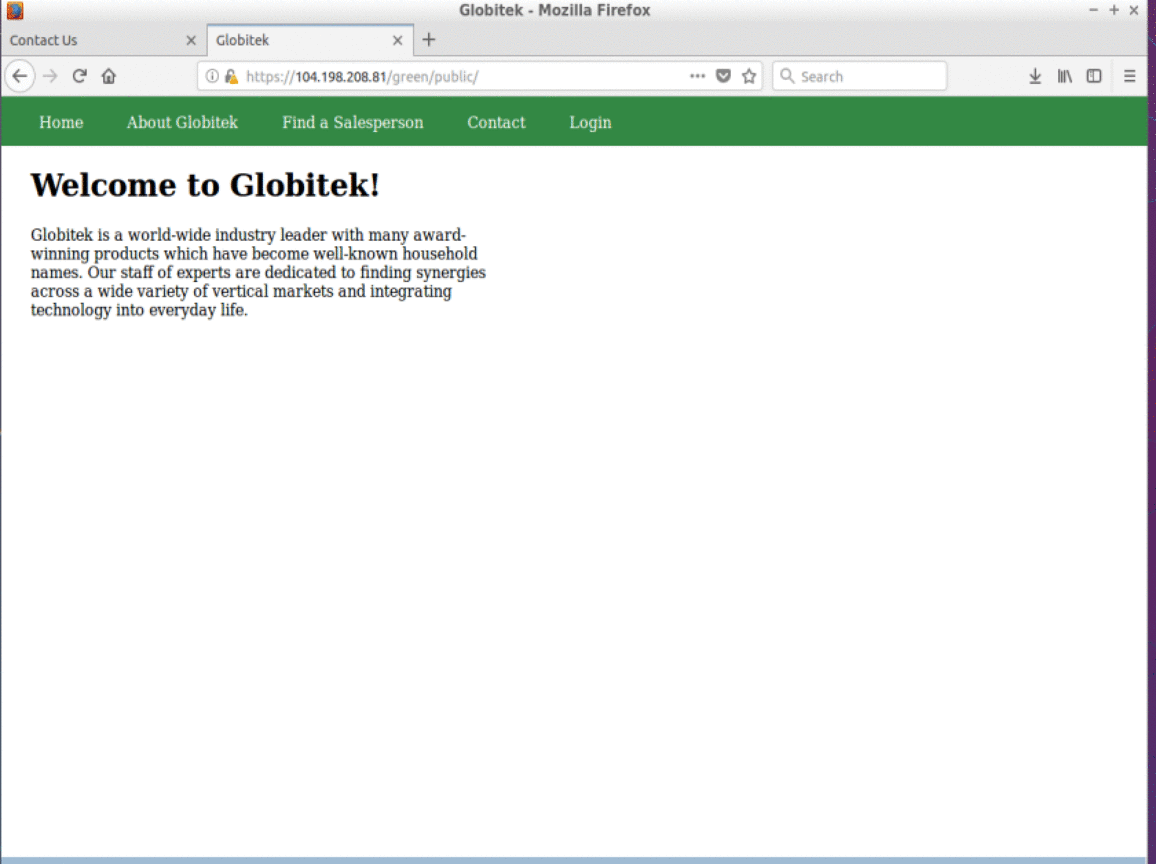 Globitek - Mozilla Firefox
Contact Us
Globitek
https://104.198.208.81/green/public/
Search
Home
About Globitek
Find a Salesperson
Contact
Login
Welcome to Globitek!
Globitek is a world-wide industry leader with many award-
winning products which have become well-known household
names. Our staff of experts are dedicated to finding synergies
across a wide variety of vertical markets and integrating
technology into everyday life.